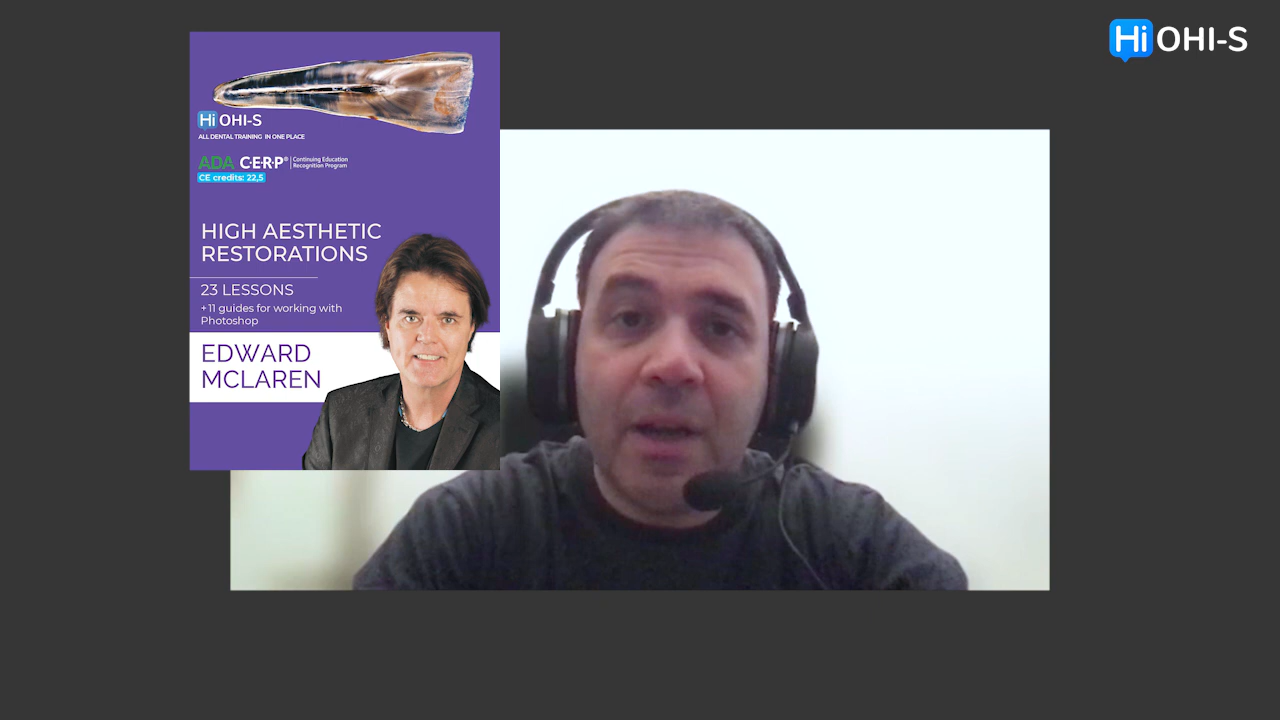 Hi OHI-S
Hi OHI-S
ALL DENTAL TRAINING IN ONE PLACE
ADA C·E·R·P® | Continuing Education
Recognition Program
CE credits: 22,5
HIGH AESTHETIC
RESTORATIONS
23 LESSONS
+11 guides for working with
Photoshop
EDWARD
MCLAREN